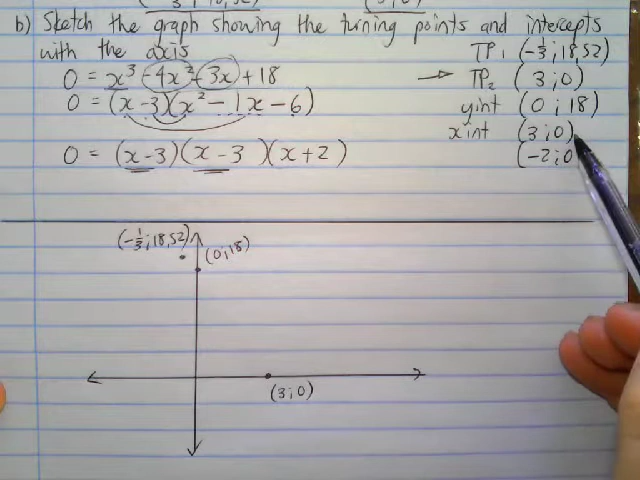 b) Sketch the graph showing the turning points and intercepts
with the axis
TP₁ (-1/3;18,52)
0 = x³ -4x² -3x +18
→ TP₂ (3;0)
0 = (x-3)(x² -1x -6)
yint (0;18)
xint (3;0)
0 = (x-3)(x-3)(x+2)
(-2;0
(-1/3;18,52)
(0;18)
(3;0)